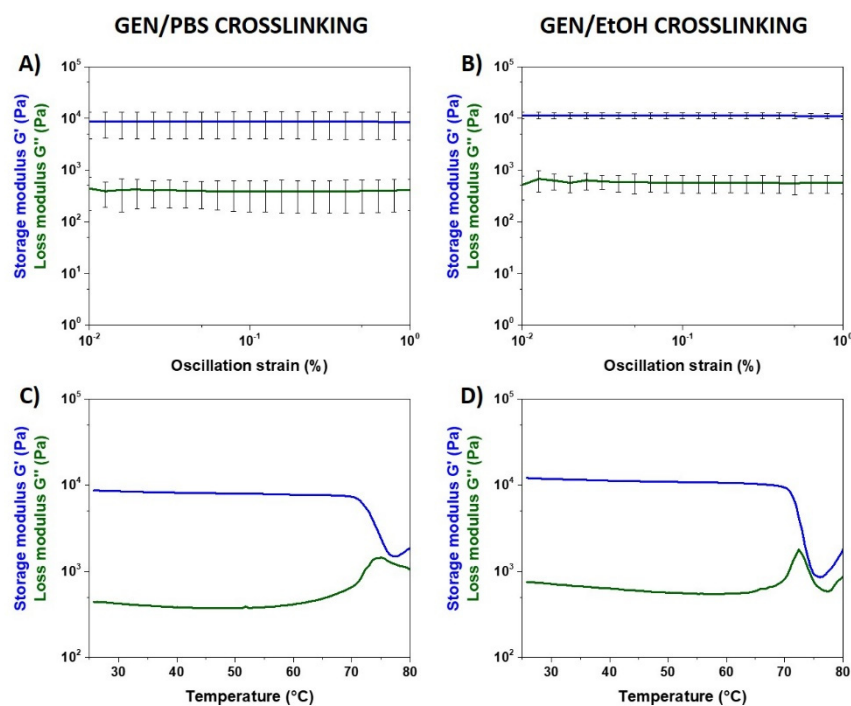 GEN/PBS CROSSLINKING
GEN/EtOH CROSSLINKING
A)
Storage modulus G' (Pa)
Loss modulus G'' (Pa)
10⁵
10⁴
10³
10²
10¹
10⁰
10⁻²
10⁻¹
10⁰
Oscillation strain (%)
B)
Storage modulus G' (Pa)
Loss modulus G'' (Pa)
10⁵
10⁴
10³
10²
10¹
10⁰
10⁻²
10⁻¹
10⁰
Oscillation strain (%)
C)
Storage modulus G' (Pa)
Loss modulus G'' (Pa)
10⁵
10⁴
10³
10²
30 40 50 60 70 80
Temperature (°C)
D)
Storage modulus G' (Pa)
Loss modulus G'' (Pa)
10⁵
10⁴
10³
10²
30 40 50 60 70 80
Temperature (°C)